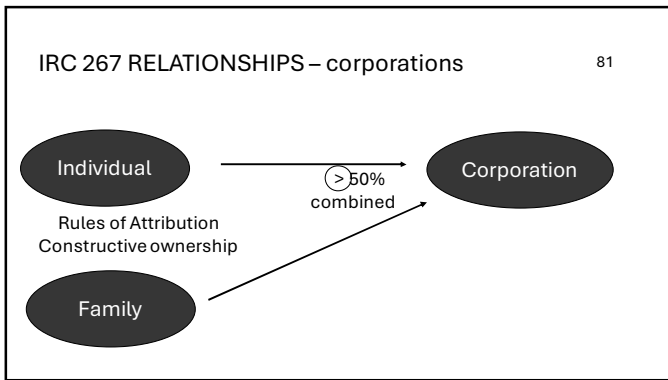 IRC 267 RELATIONSHIPS – corporations
81
Individual
Corporation
> 50%
combined
Rules of Attribution
Constructive ownership
Family